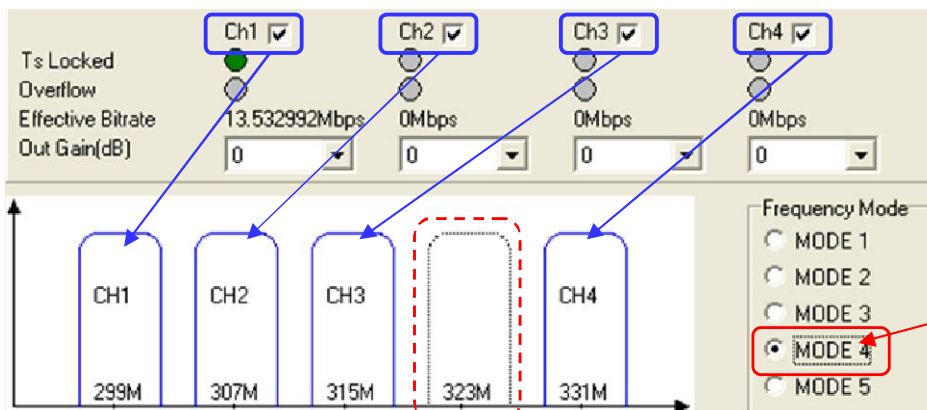 Ch1 Ch2 Ch3 Ch4
Ts Locked
Overflow
Effective Bitrate 13.532992Mbps 0Mbps 0Mbps 0Mbps
Out Gain(dB) 0 0 0 0
Frequency Mode
MODE 1
MODE 2
MODE 3
MODE 4
MODE 5
CH1 CH2 CH3 CH4
299M 307M 315M 323M 331M